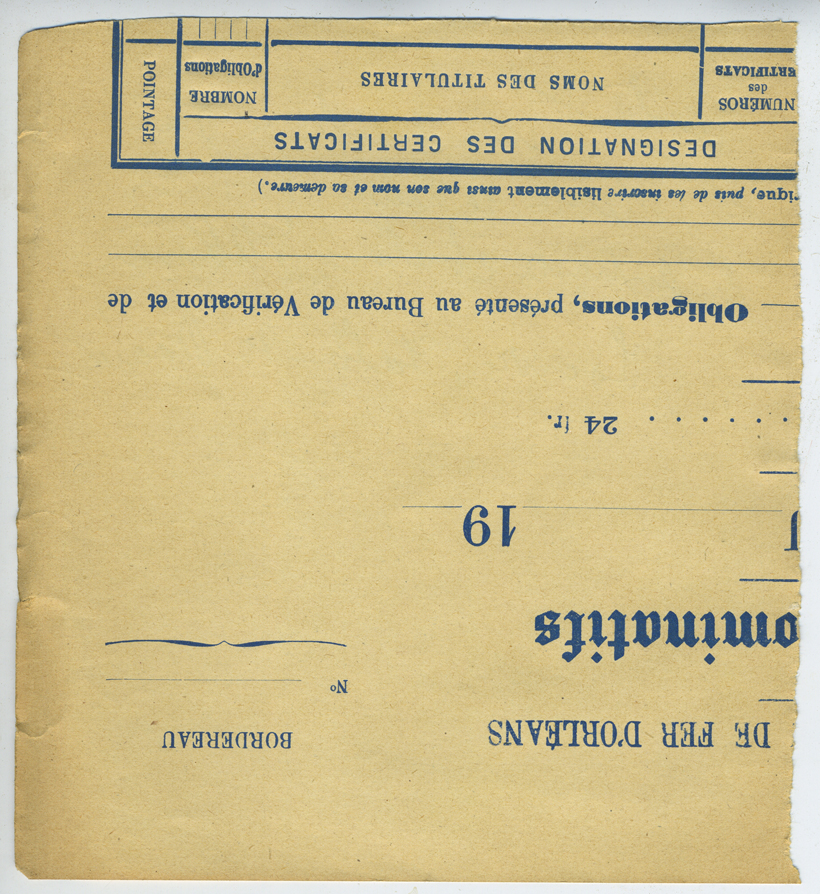 DE FER D'ORLÉANS
BORDEREAU
N°
ominatifs
19
. . . . . 24 fr.
Obligations, présenté au Bureau de Vérification et de
rique, puis de les inscrire lisiblement ainsi que son nom et sa demeure.)
DESIGNATION DES CERTIFICATS
POINTAGE
NUMÉROS
des
ERTIFICATS
NOMS DES TITULAIRES
NOMBRE
d'Obligations